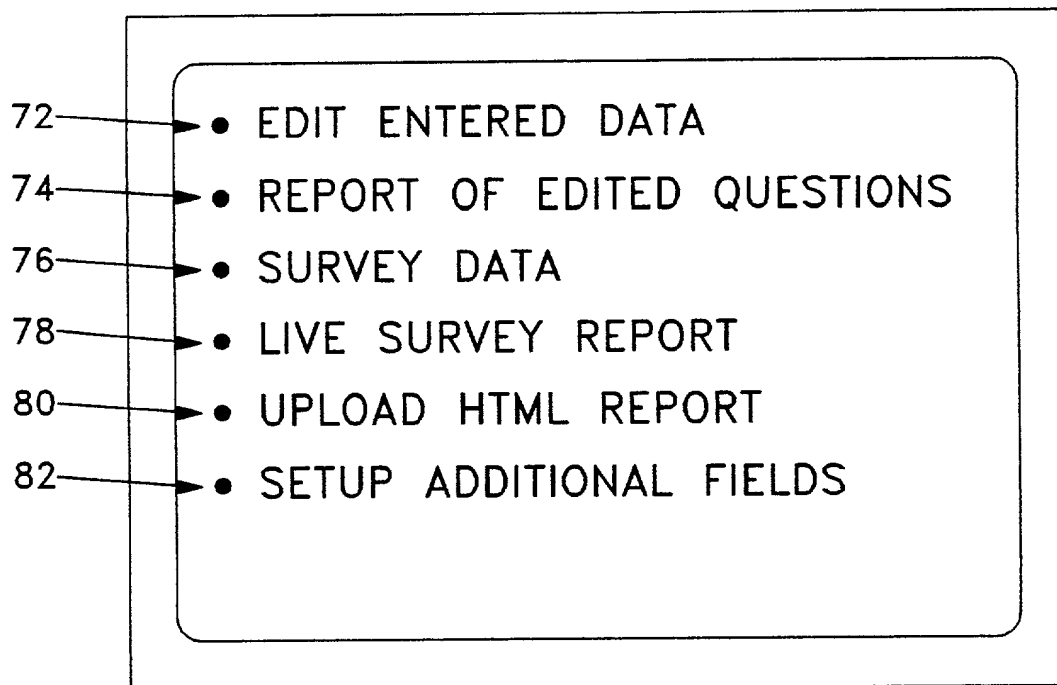 72 • EDIT ENTERED DATA
74 • REPORT OF EDITED QUESTIONS
76 • SURVEY DATA
78 • LIVE SURVEY REPORT
80 • UPLOAD HTML REPORT
82 • SETUP ADDITIONAL FIELDS